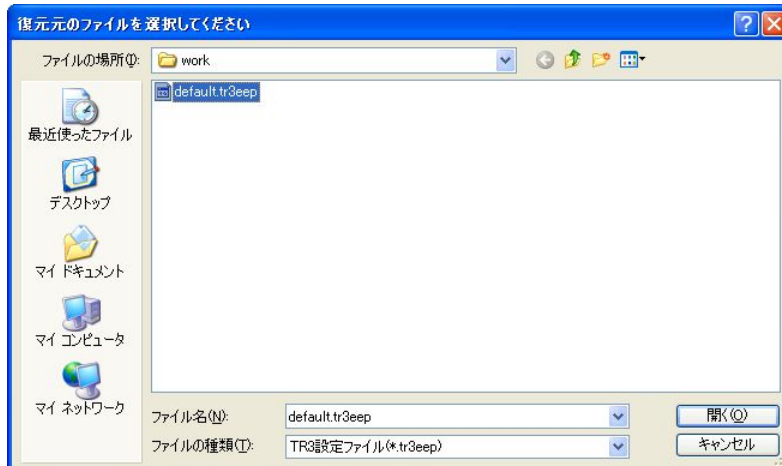 復元元のファイルを選択してください
ファイルの場所(I):
work
default.tr3eep
最近使ったファイル
デスクトップ
マイ ドキュメント
マイ コンピュータ
マイ ネットワーク
ファイル名(N):
default.tr3eep
開く(O)
ファイルの種類(T):
TR3設定ファイル(*.tr3eep)
キャンセル